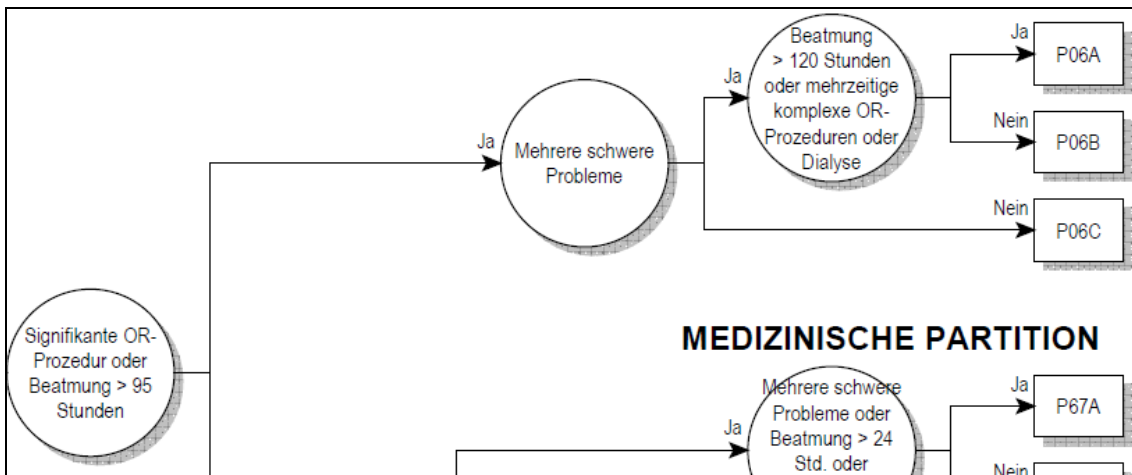 Ja
Beatmung
> 120 Stunden
oder mehrzeitige
komplexe OR-
Prozeduren oder
Dialyse
Ja
P06A
Nein
P06B
Ja
Mehrere schwere
Probleme
Nein
P06C
Signifikante OR-
Prozedur oder
Beatmung > 95
Stunden
MEDIZINISCHE PARTITION
Ja
Mehrere schwere
Probleme oder
Beatmung > 24
Std. oder
Ja
P67A
Nein